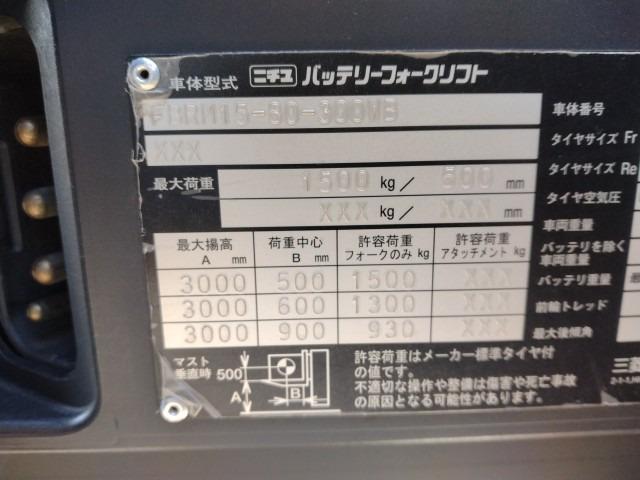 車体型式 ニチユ バッテリーフォークリフト
車体番号
XXX
タイヤサイズ Fr
タイヤサイズ Re
最大荷重 1500 kg / 500 mm
タイヤ空気圧
XXX kg / XXX mm
車両重量
バッテリを除く
車両重量
バッテリ重量
前輪トレッド
最大後傾角
最大揚高 荷重中心 許容荷重 許容荷重
A mm B mm フォークのみ kg アタッチメント kg
3000 500 1500 XXX
3000 600 1300 XXX
3000 900 930 XXX
マスト
垂直時 500
A B
許容荷重はメーカー標準タイヤ付
の値です。
不適切な操作や整備は傷害や死亡事故
の原因となる可能性があります。
三菱